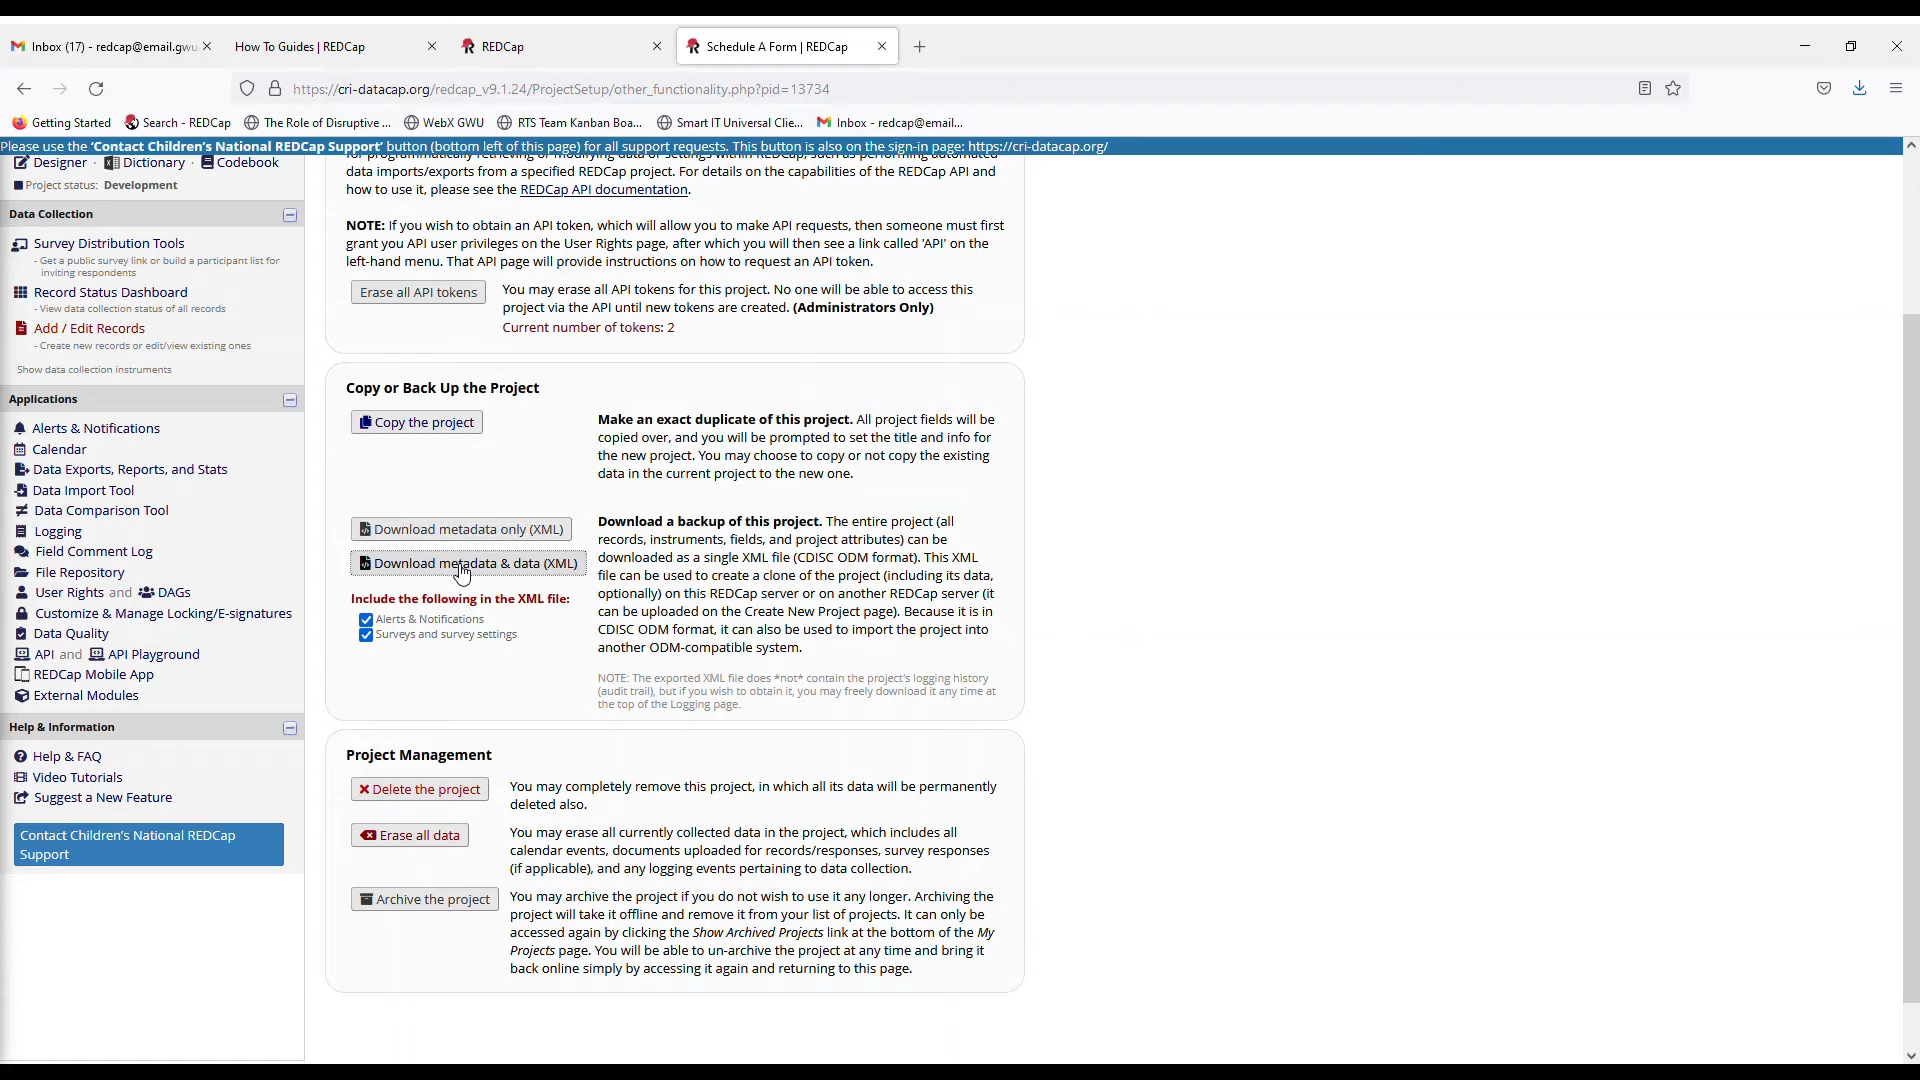 Inbox (17) - redcap@email.gwu
How To Guides | REDCap
REDCap
Schedule A Form | REDCap
https://cri-datacap.org/redcap_v9.1.24/ProjectSetup/other_functionality.php?pid=13734
Getting Started
Search - REDCap
The Role of Disruptive ...
WebX GWU
RTS Team Kanban Boa...
Smart IT Universal Clie...
Inbox - redcap@email...
Please use the 'Contact Children's National REDCap Support' button (bottom left of this page) for all support requests. This button is also on the sign-in page: https://cri-datacap.org/
Designer · Dictionary · Codebook
Project status: Development
Data Collection
Survey Distribution Tools
- Get a public survey link or build a participant list for
inviting respondents
Record Status Dashboard
- View data collection status of all records
Add / Edit Records
- Create new records or edit/view existing ones
Show data collection instruments
Applications
Alerts & Notifications
Calendar
Data Exports, Reports, and Stats
Data Import Tool
Data Comparison Tool
Logging
Field Comment Log
File Repository
User Rights and DAGs
Customize & Manage Locking/E-signatures
Data Quality
API and API Playground
REDCap Mobile App
External Modules
Help & Information
Help & FAQ
Video Tutorials
Suggest a New Feature
Contact Children's National REDCap
Support
for programmatically retrieving or modifying data or settings within REDCap, such as performing automated
data imports/exports from a specified REDCap project. For details on the capabilities of the REDCap API and
how to use it, please see the REDCap API documentation.
NOTE: If you wish to obtain an API token, which will allow you to make API requests, then someone must first
grant you API user privileges on the User Rights page, after which you will then see a link called 'API' on the
left-hand menu. That API page will provide instructions on how to request an API token.
Erase all API tokens
You may erase all API tokens for this project. No one will be able to access this
project via the API until new tokens are created. (Administrators Only)
Current number of tokens: 2
Copy or Back Up the Project
Copy the project
Make an exact duplicate of this project. All project fields will be
copied over, and you will be prompted to set the title and info for
the new project. You may choose to copy or not copy the existing
data in the current project to the new one.
Download metadata only (XML)
Download metadata & data (XML)
Include the following in the XML file:
Alerts & Notifications
Surveys and survey settings
Download a backup of this project. The entire project (all
records, instruments, fields, and project attributes) can be
downloaded as a single XML file (CDISC ODM format). This XML
file can be used to create a clone of the project (including its data,
optionally) on this REDCap server or on another REDCap server (it
can be uploaded on the Create New Project page). Because it is in
CDISC ODM format, it can also be used to import the project into
another ODM-compatible system.
NOTE: The exported XML file does *not* contain the project's logging history
(audit trail), but if you wish to obtain it, you may freely download it any time at
the top of the Logging page.
Project Management
Delete the project
You may completely remove this project, in which all its data will be permanently
deleted also.
Erase all data
You may erase all currently collected data in the project, which includes all
calendar events, documents uploaded for records/responses, survey responses
(if applicable), and any logging events pertaining to data collection.
Archive the project
You may archive the project if you do not wish to use it any longer. Archiving the
project will take it offline and remove it from your list of projects. It can only be
accessed again by clicking the Show Archived Projects link at the bottom of the My
Projects page. You will be able to un-archive the project at any time and bring it
back online simply by accessing it again and returning to this page.